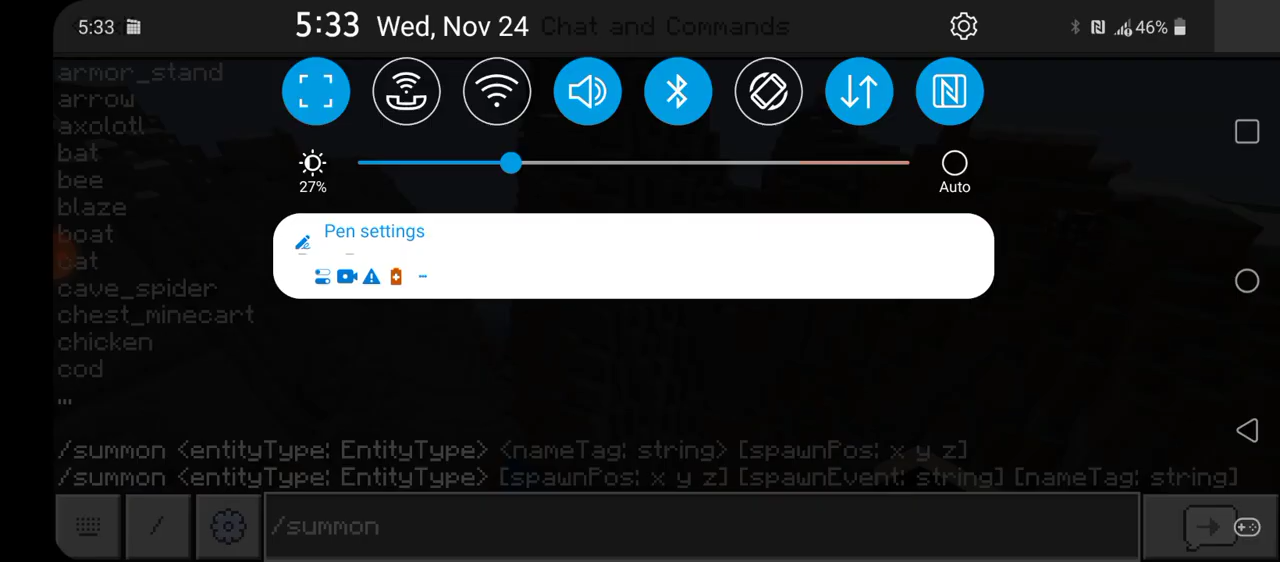 5:33
5:33 Wed, Nov 24
Chat and Commands
46%
27%
Auto
Pen settings
armor_stand
arrow
axolotl
bat
bee
blaze
boat
cat
cave_spider
chest_minecart
chicken
cod
...
/summon <entityType: EntityType> <nameTag: string> [spawnPos: x y z]
/summon <entityType: EntityType> [spawnPos: x y z] [spawnEvent: string] [nameTag: string]
/
/summon